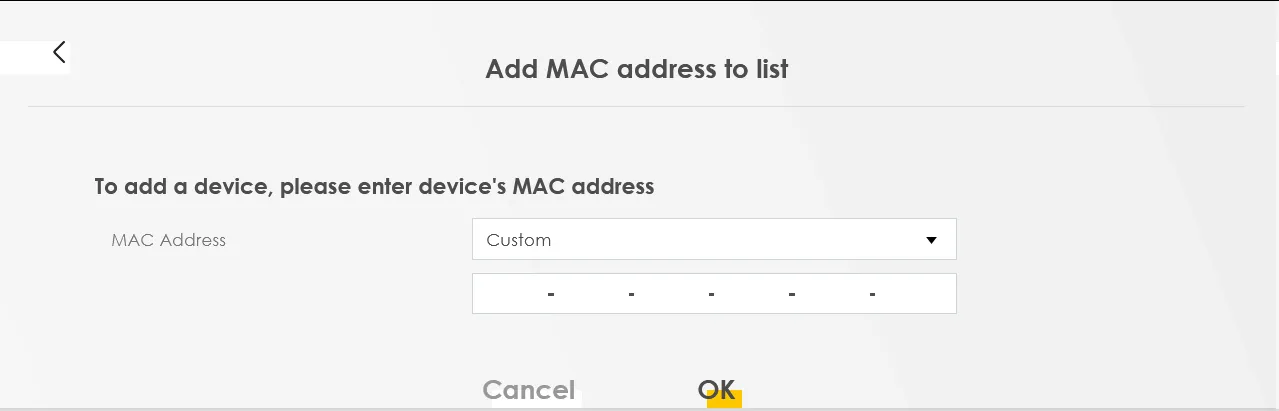 Add MAC address to list
To add a device, please enter device's MAC address
MAC Address
Custom
- - - - -
Cancel
OK